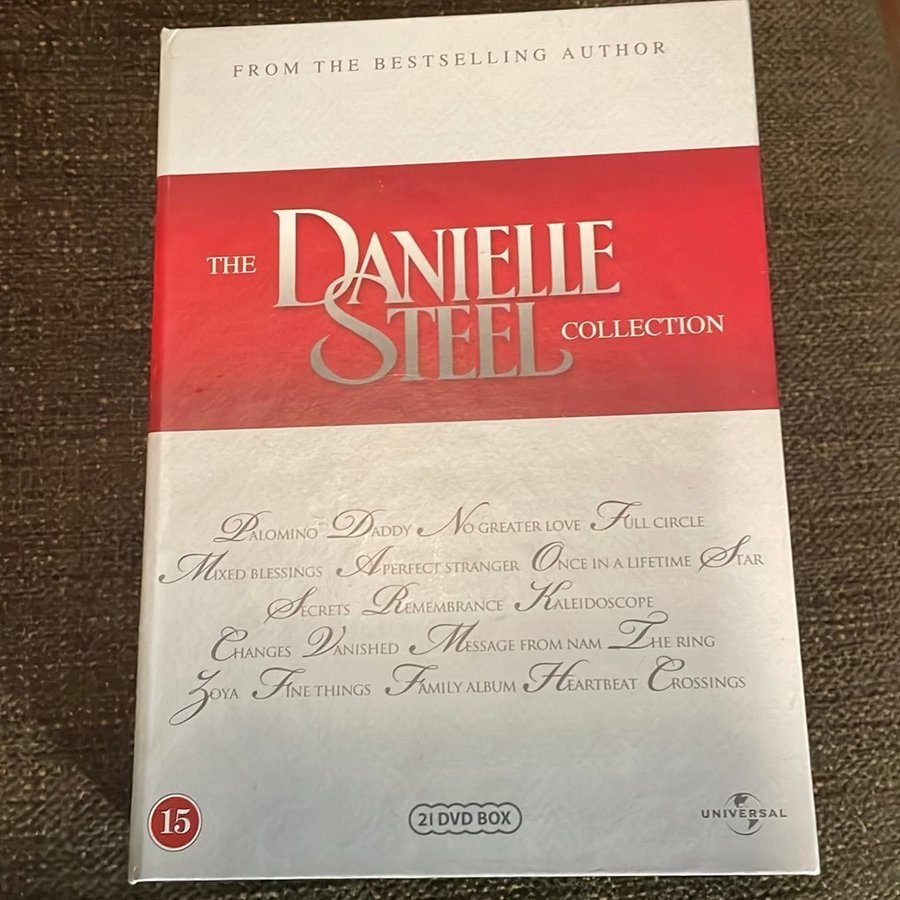 FROM THE BESTSELLING AUTHOR
THE DANIELLE
STEEL COLLECTION
PALOMINO DADDY NO GREATER LOVE FULL CIRCLE
MIXED BLESSINGS A PERFECT STRANGER ONCE IN A LIFETIME STAR
SECRETS REMEMBRANCE KALEIDOSCOPE
CHANGES VANISHED MESSAGE FROM NAM THE RING
ZOYA FINE THINGS FAMILY ALBUM HEARTBEAT CROSSINGS
15
21 DVD BOX
UNIVERSAL